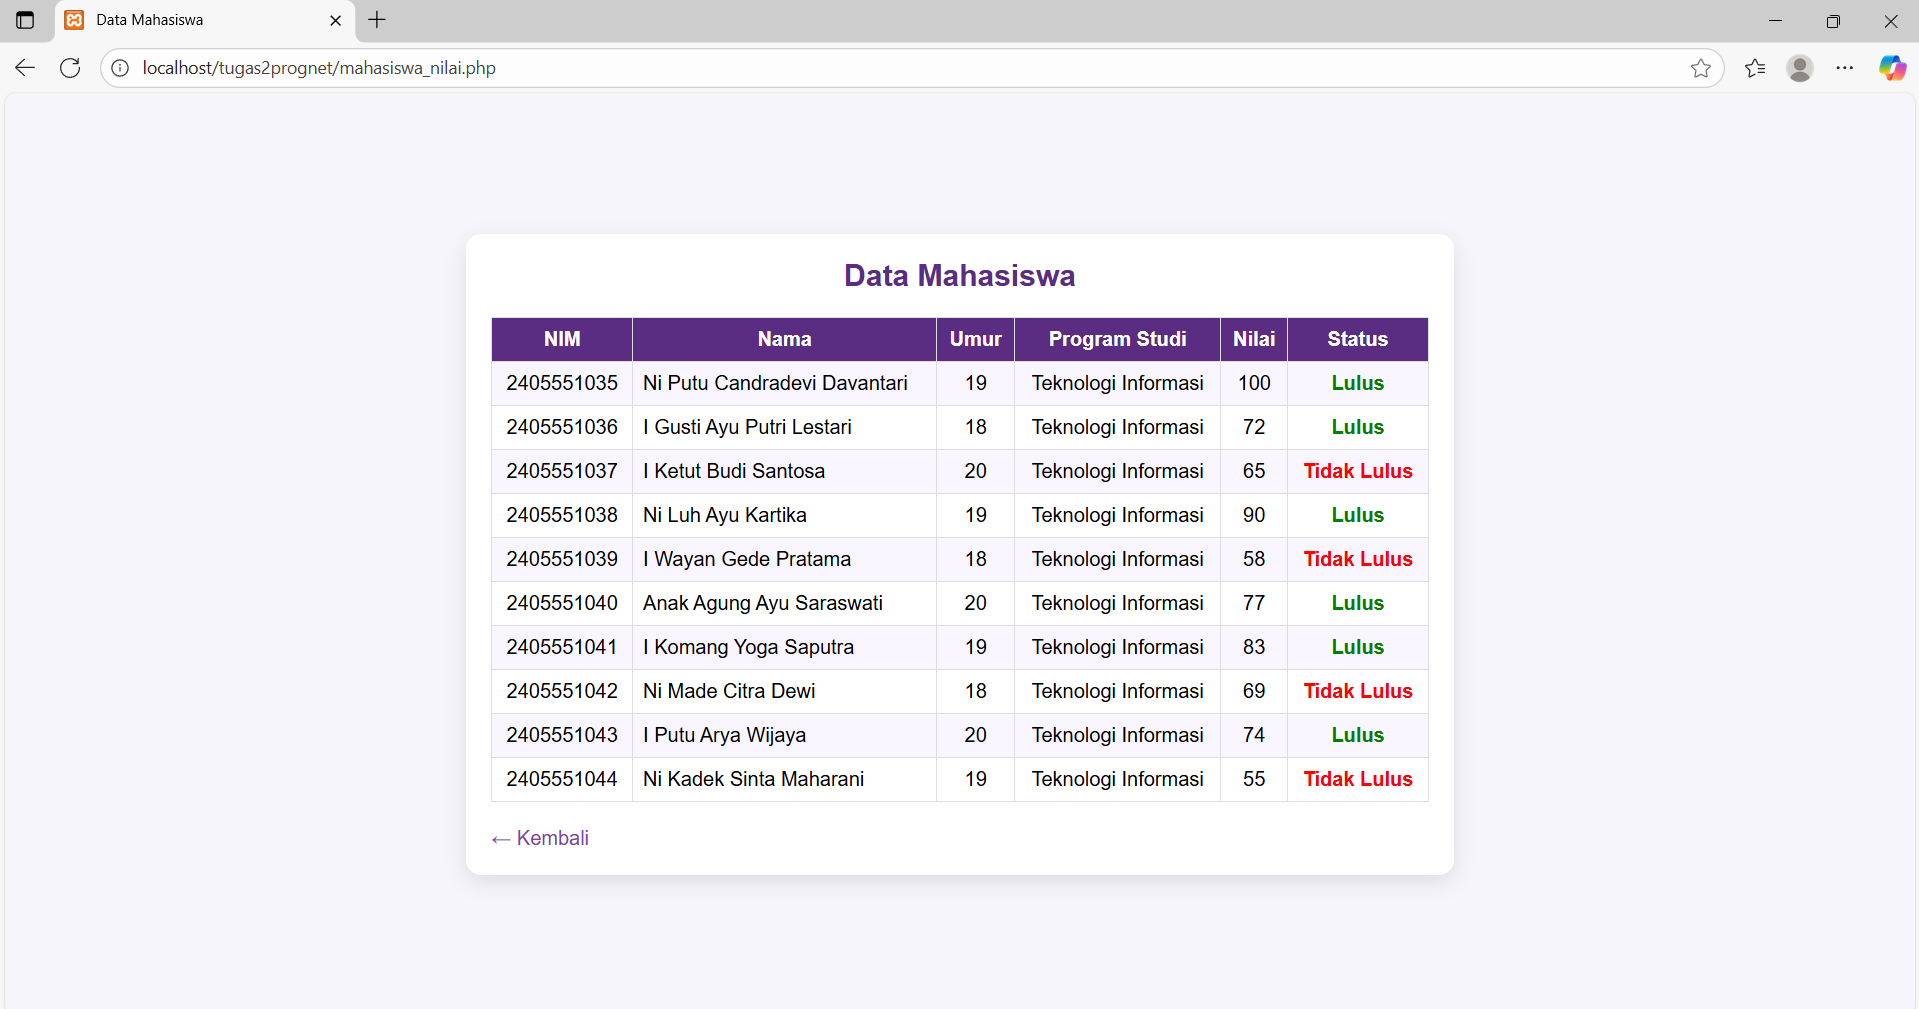 Data Mahasiswa
localhost/tugas2prognet/mahasiswa_nilai.php
Data Mahasiswa
NIM Nama Umur Program Studi Nilai Status
2405551035 Ni Putu Candradevi Davantari 19 Teknologi Informasi 100 Lulus
2405551036 I Gusti Ayu Putri Lestari 18 Teknologi Informasi 72 Lulus
2405551037 I Ketut Budi Santosa 20 Teknologi Informasi 65 Tidak Lulus
2405551038 Ni Luh Ayu Kartika 19 Teknologi Informasi 90 Lulus
2405551039 I Wayan Gede Pratama 18 Teknologi Informasi 58 Tidak Lulus
2405551040 Anak Agung Ayu Saraswati 20 Teknologi Informasi 77 Lulus
2405551041 I Komang Yoga Saputra 19 Teknologi Informasi 83 Lulus
2405551042 Ni Made Citra Dewi 18 Teknologi Informasi 69 Tidak Lulus
2405551043 I Putu Arya Wijaya 20 Teknologi Informasi 74 Lulus
2405551044 Ni Kadek Sinta Maharani 19 Teknologi Informasi 55 Tidak Lulus
← Kembali